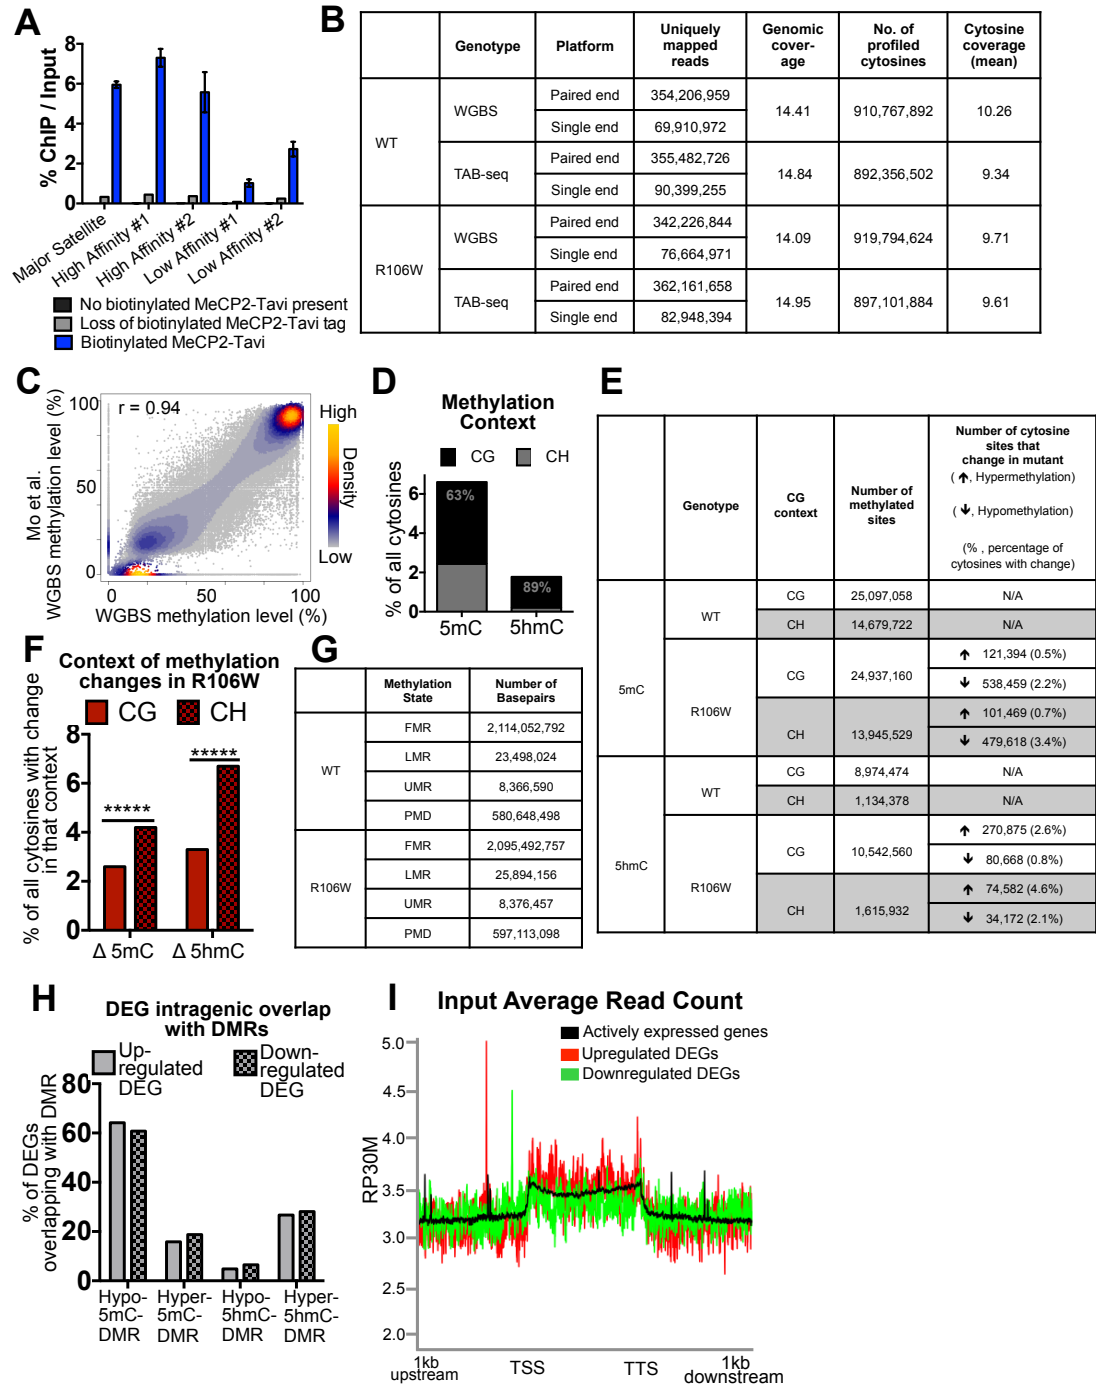 A
% ChIP / Input
8
6
4
2
0
Major Satellite
High Affinity #1
High Affinity #2
Low Affinity #1
Low Affinity #2
No biotinylated MeCP2-Tavi present
Loss of biotinylated MeCP2-Tavi tag
Biotinylated MeCP2-Tavi
B
Genotype Platform Uniquely mapped reads Genomic cover-age No. of profiled cytosines Cytosine coverage (mean)
WT WGBS Paired end 354,206,959 14.41 910,767,892 10.26
Single end 69,910,972
TAB-seq Paired end 355,482,726 14.84 892,356,502 9.34
Single end 90,399,255
R106W WGBS Paired end 342,226,844 14.09 919,794,624 9.71
Single end 76,664,971
TAB-seq Paired end 362,161,658 14.95 897,101,884 9.61
Single end 82,948,394
C
Mo et al.
WGBS methylation level (%)
100
50
0
r = 0.94
High
Density
Low
0 50 100
WGBS methylation level (%)
D
Methylation
Context
CG CH
% of all cytosines
6
4
2
0
63%
89%
5mC 5hmC
E
Genotype CG context Number of methylated sites Number of cytosine sites that change in mutant
( ↑, Hypermethylation)
( ↓, Hypomethylation)
(% , percentage of cytosines with change)
5mC WT CG 25,097,058 N/A
CH 14,679,722 N/A
R106W CG 24,937,160 ↑ 121,394 (0.5%)
↓ 538,459 (2.2%)
CH 13,945,529 ↑ 101,469 (0.7%)
↓ 479,618 (3.4%)
5hmC WT CG 8,974,474 N/A
CH 1,134,378 N/A
R106W CG 10,542,560 ↑ 270,875 (2.6%)
↓ 80,668 (0.8%)
CH 1,615,932 ↑ 74,582 (4.6%)
↓ 34,172 (2.1%)
F
Context of methylation
changes in R106W
CG CH
% of all cytosines with change
in that context
8
6
4
2
0
*****
*****
Δ 5mC Δ 5hmC
G
Methylation State Number of Basepairs
WT FMR 2,114,052,792
LMR 23,498,024
UMR 8,366,590
PMD 580,648,498
R106W FMR 2,095,492,757
LMR 25,894,156
UMR 8,376,457
PMD 597,113,098
H
DEG intragenic overlap
with DMRs
Up-
regulated
DEG
Down-
regulated
DEG
% of DEGs
overlapping with DMR
80
60
40
20
0
Hypo-
5mC-
DMR
Hyper-
5mC-
DMR
Hypo-
5hmC-
DMR
Hyper-
5hmC-
DMR
I
Input Average Read Count
Actively expressed genes
Upregulated DEGs
Downregulated DEGs
RP30M
5.0
4.5
4.0
3.5
3.0
2.5
2.0
1kb
upstream
TSS
TTS
1kb
downstream